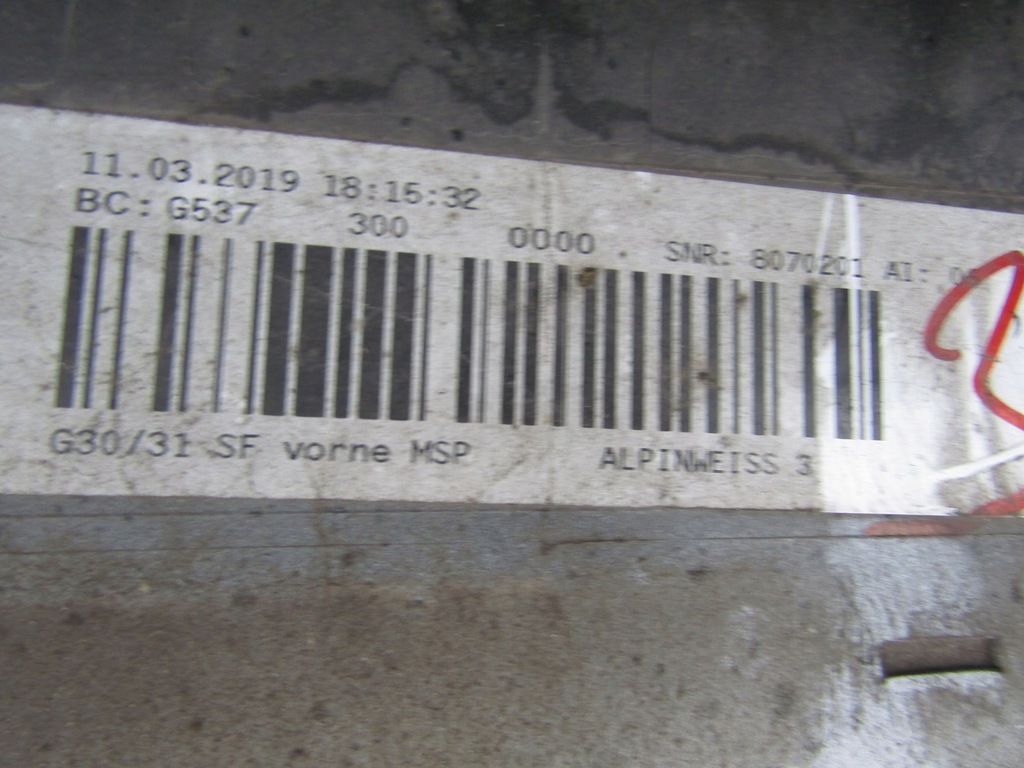 11.03.2019 18:15:32
BC: G537 300 0000 SNR: 8070201 AI:
G30/31 SF vorne MSP ALPINWEISS 3